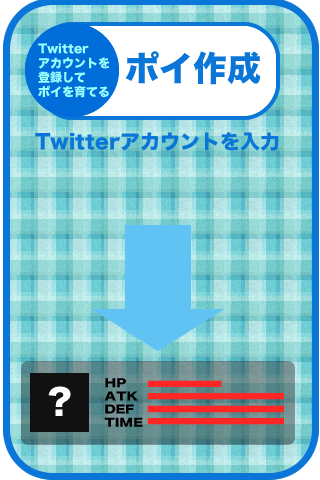 Twitter
アカウントを
登録して
ポイを育てる
ポイ作成
Twitterアカウントを入力
?
HP
ATK
DEF
TIME